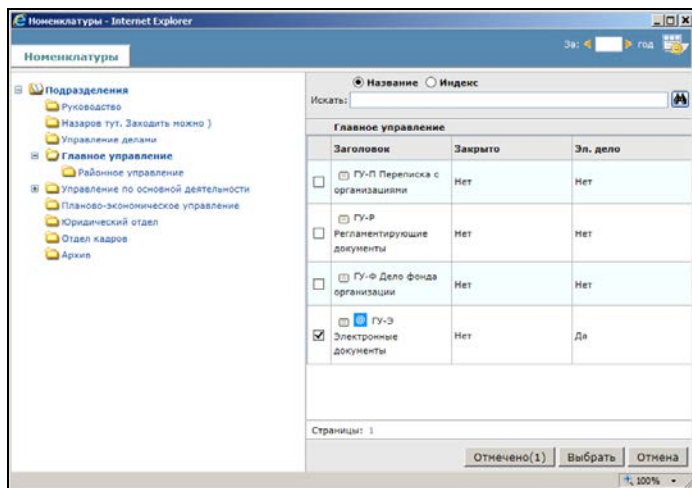 Номенклатуры - Internet Explorer
Номенклатуры
За: год
Подразделения
Руководство
Назаров тут. Заходить можно )
Управление делами
Главное управление
Районное управление
Управление по основной деятельности
Планово-экономическое управление
Юридический отдел
Отдел кадров
Архив
Название Индекс
Искать:
Главное управление
Заголовок Закрыто Эл. дело
ГУ-П Переписка с
организациями Нет Нет
ГУ-Р
Регламентирующие Нет Нет
документы
ГУ-Ф Дело фонда
организации Нет Нет
ГУ-Э
Электронные Нет Да
документы
Страницы: 1
Отмечено(1) Выбрать Отмена
100%